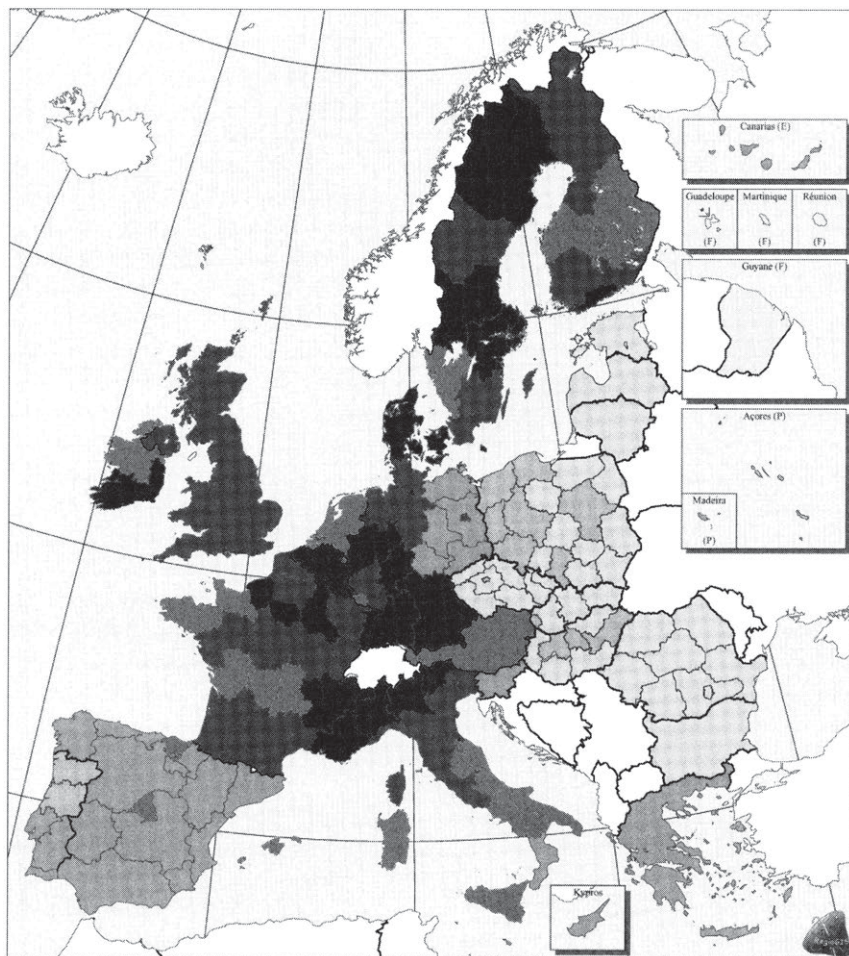 Canarias (E)
Guadeloupe
Martinique
Réunion
(F)
(F)
(F)
Guyane (F)
Açores (P)
Madeira
(P)
Kypros